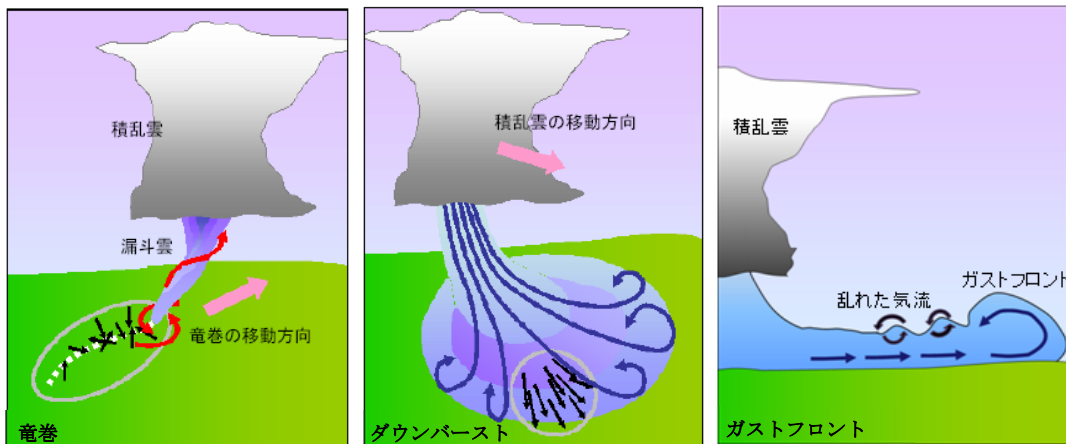 積乱雲
漏斗雲
竜巻の移動方向
竜巻
積乱雲の移動方向
ダウンバースト
積乱雲
ガストフロント
乱れた気流
ガストフロント